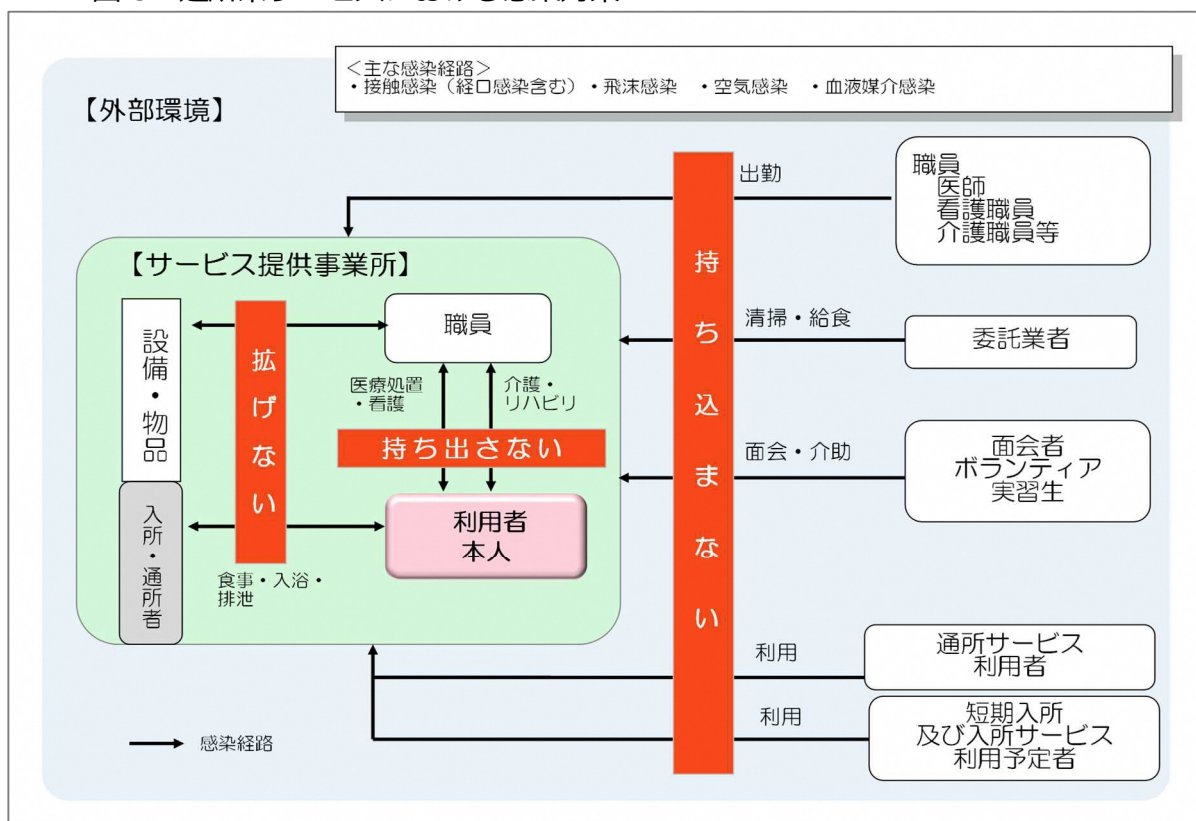 <主な感染経路>
・接触感染（経口感染含む）・飛沫感染　・空気感染　・血液媒介感染
【外部環境】
出勤
職員
医師
看護職員
介護職員等
【サービス提供事業所】
設備・物品
拡げない
職員
医療処置
・看護
介護・
リハビリ
持ち出さない
利用者
本人
入所・通所者
食事・入浴・
排泄
持ち込まない
清掃・給食
委託業者
面会・介助
面会者
ボランティア
実習生
利用
通所サービス
利用者
利用
短期入所
及び入所サービス
利用予定者
感染経路